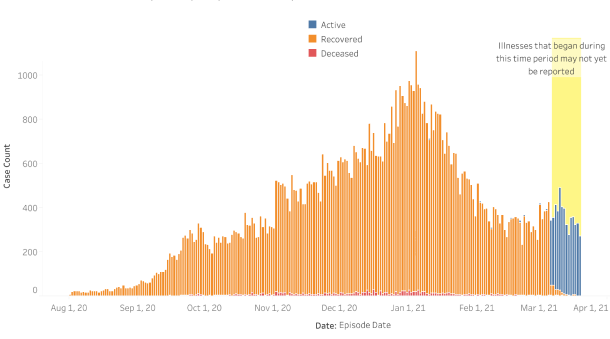 Active
Recovered
Deceased
Illnesses that began during
this time period may not yet
be reported
1000
800
600
400
200
0
Case Count
Aug 1, 20 Sep 1, 20 Oct 1, 20 Nov 1, 20 Dec 1, 20 Jan 1, 21 Feb 1, 21 Mar 1, 21 Apr 1, 21
Date: Episode Date